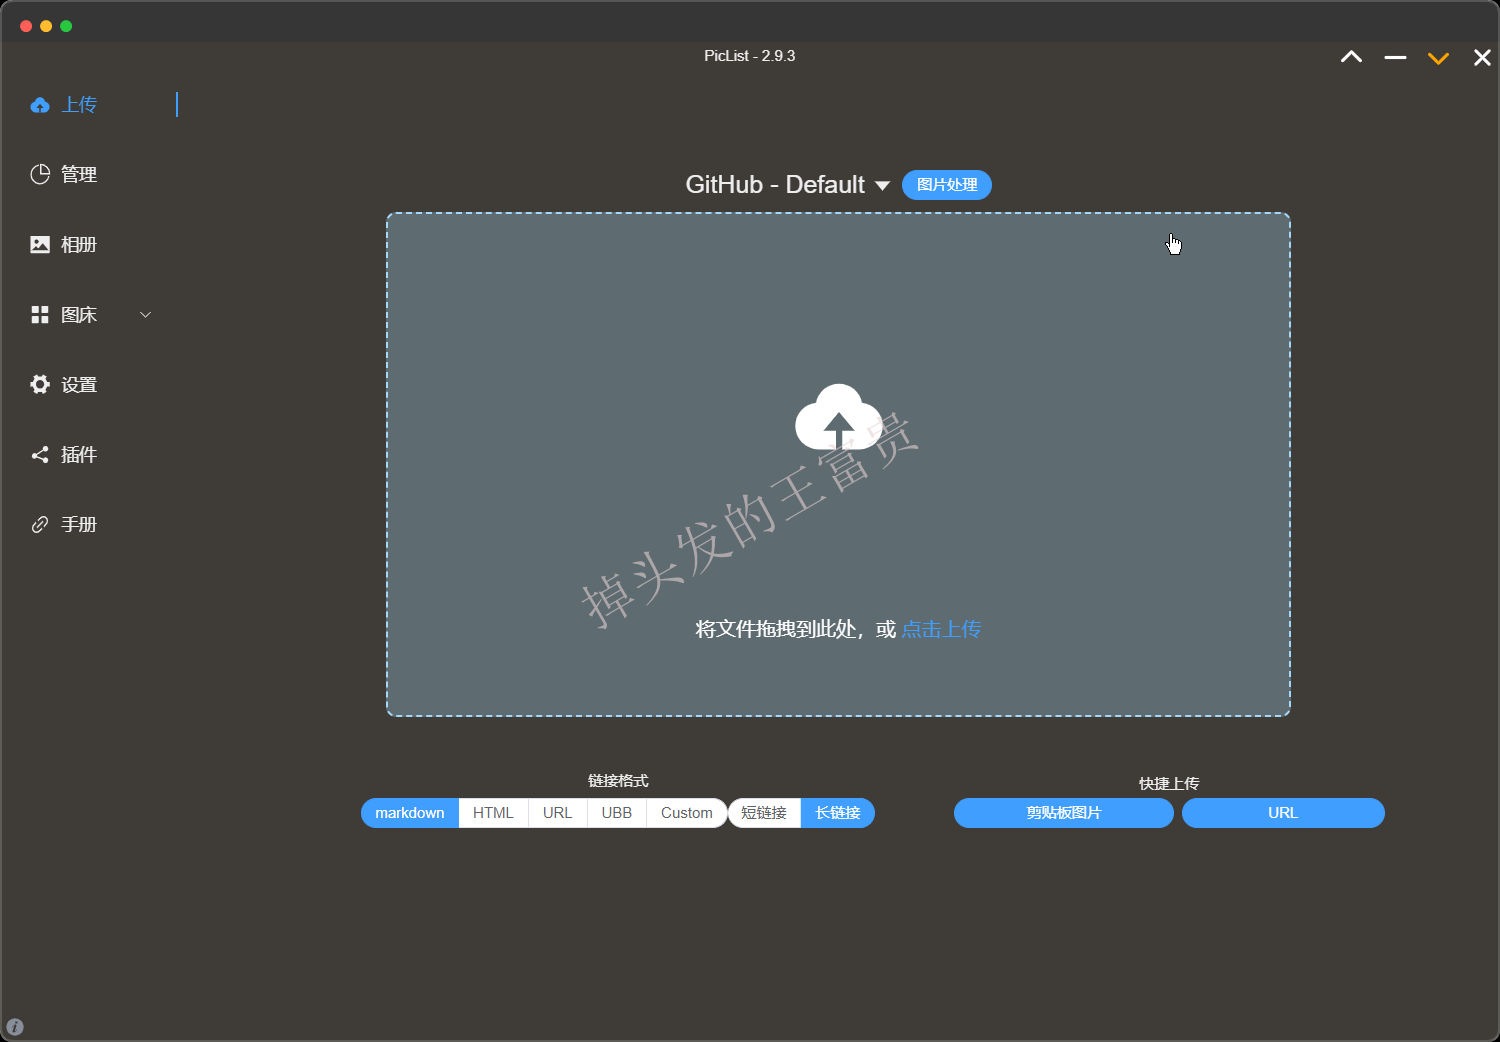 PicList - 2.9.3
上传
管理
相册
图床
设置
插件
手册
GitHub - Default
图片处理
掉头发的王富贵
将文件拖拽到此处，或 点击上传
链接格式
markdown HTML URL UBB Custom 短链接 长链接
快捷上传
剪贴板图片 URL